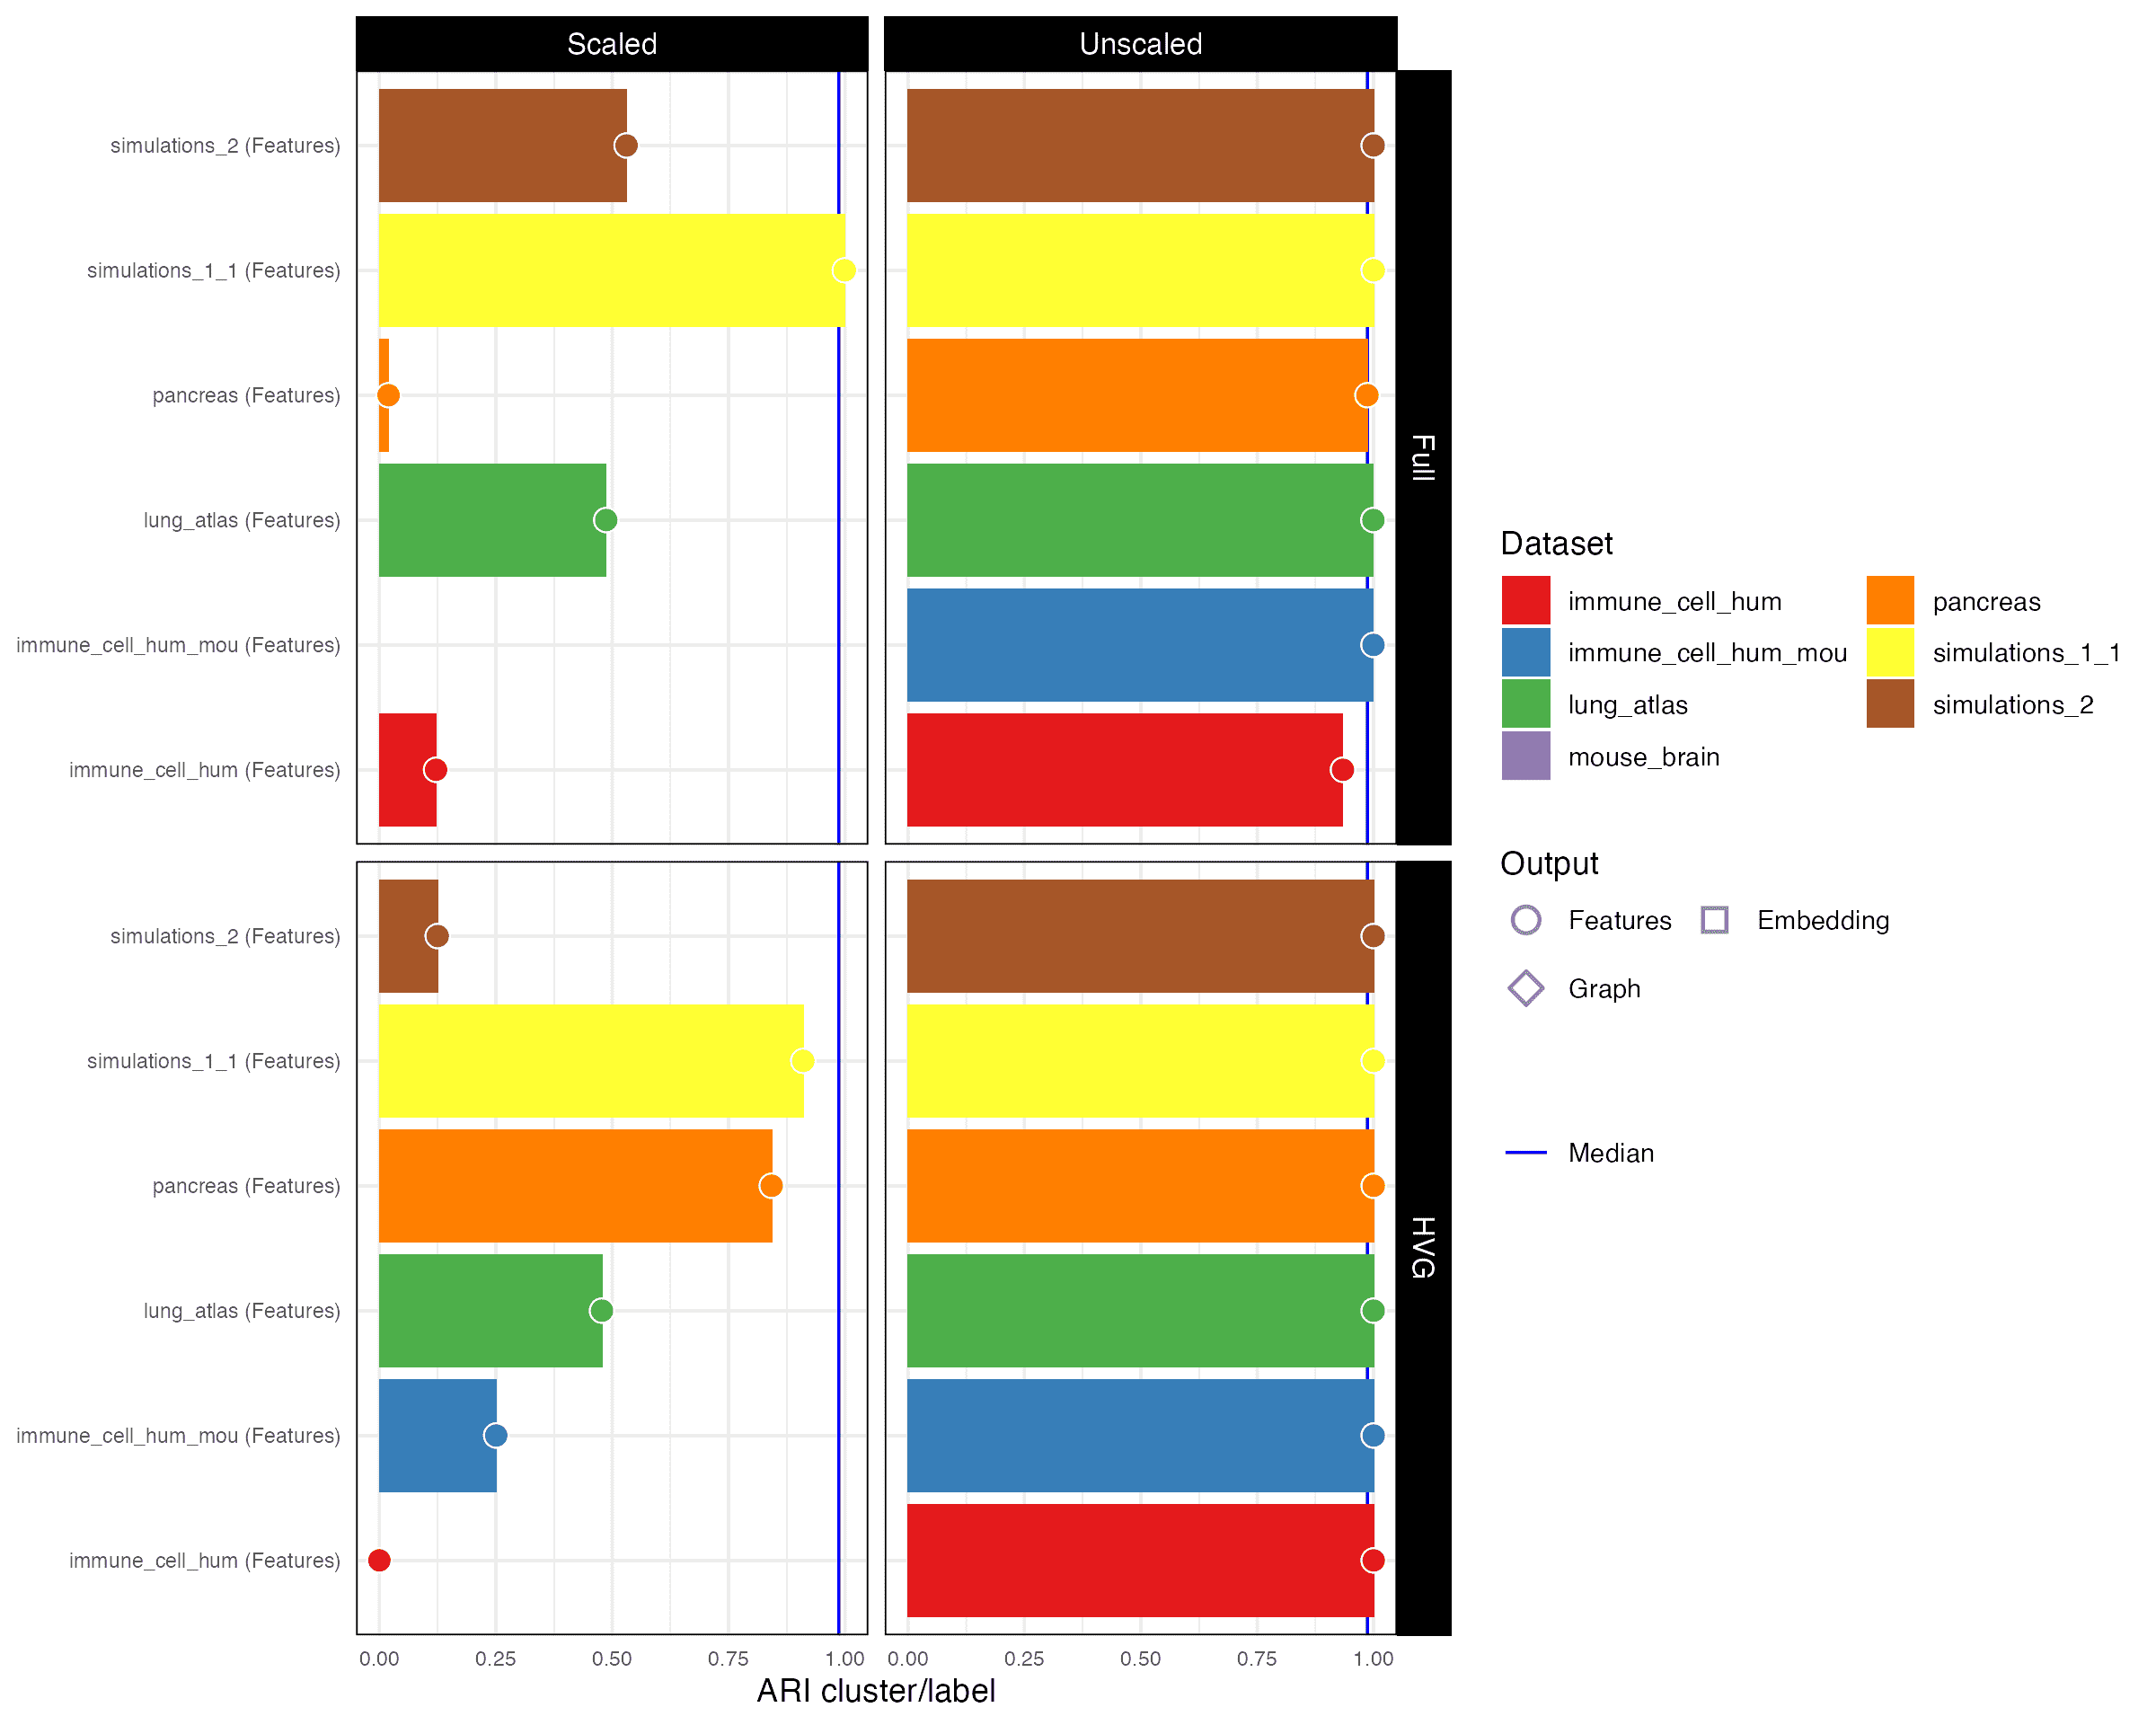 Scaled
Unscaled
simulations_2 (Features)
simulations_1_1 (Features)
pancreas (Features)
lung_atlas (Features)
immune_cell_hum_mou (Features)
immune_cell_hum (Features)
Full
simulations_2 (Features)
simulations_1_1 (Features)
pancreas (Features)
lung_atlas (Features)
immune_cell_hum_mou (Features)
immune_cell_hum (Features)
HVG
0.00 0.25 0.50 0.75 1.00
0.00 0.25 0.50 0.75 1.00
ARI cluster/label
Dataset
immune_cell_hum
immune_cell_hum_mou
lung_atlas
mouse_brain
pancreas
simulations_1_1
simulations_2
Output
Features
Embedding
Graph
Median